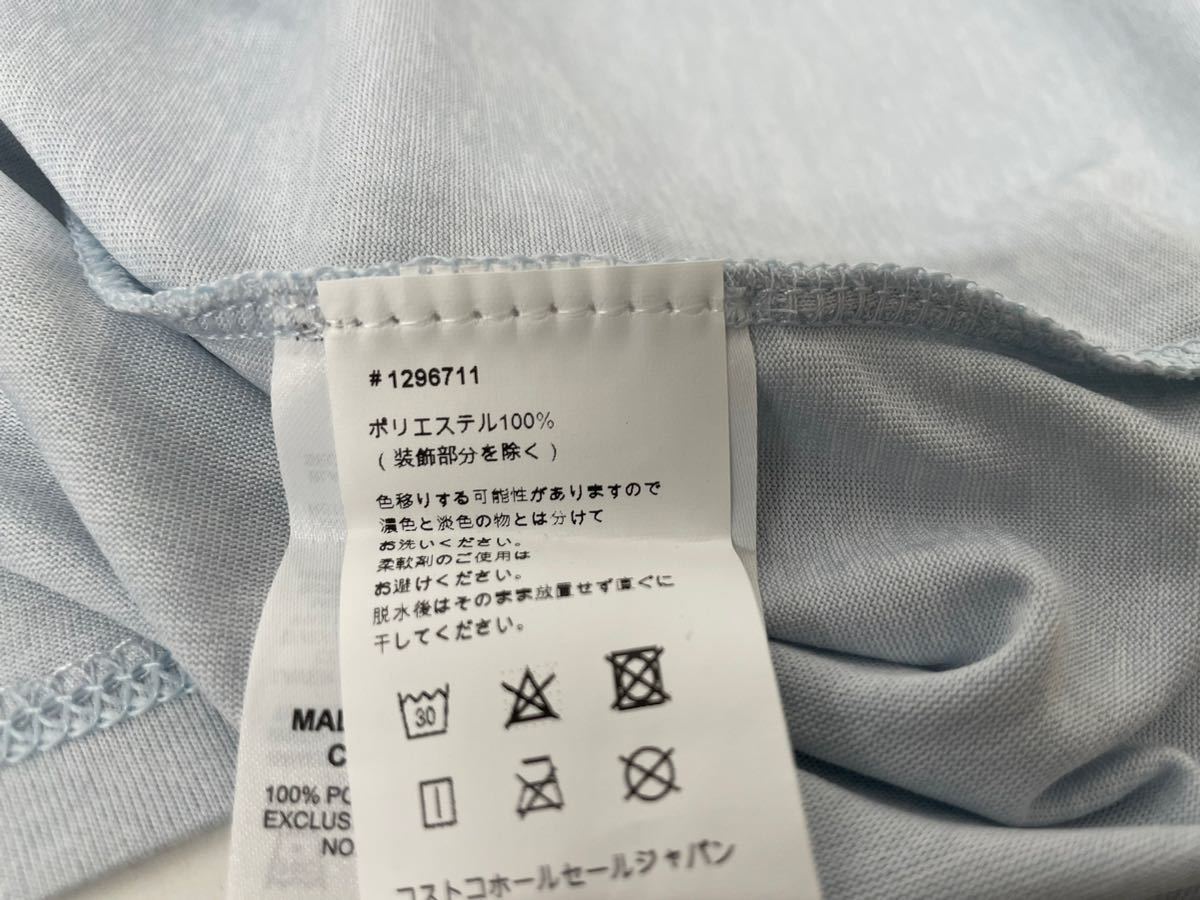 #1296711
ポリエステル100%
(装飾部分を除く)
色移りする可能性がありますので
濃色と淡色の物とは分けて
お洗いください。
柔軟剤のご使用は
お避けください。
脱水後はそのまま放置せず直ぐに
干してください。
30
コストコホールセールジャパン
100%